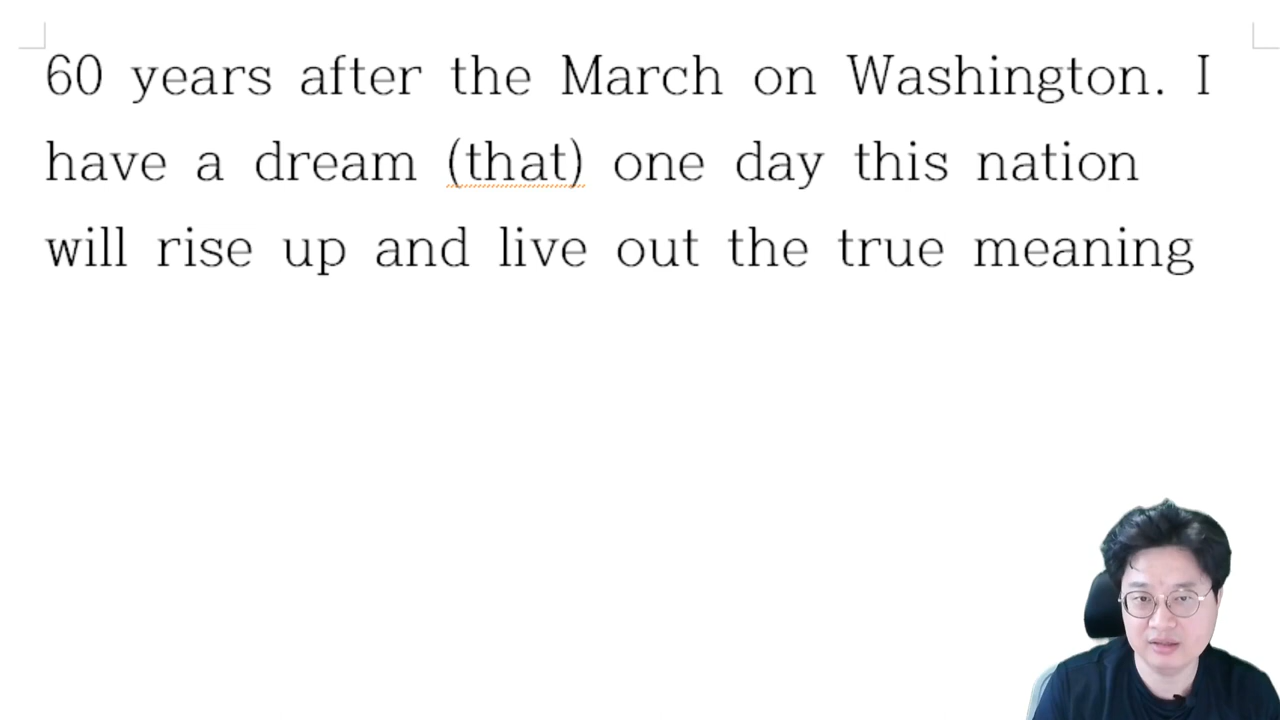 60 years after the March on Washington. I
have a dream (that) one day this nation
will rise up and live out the true meaning